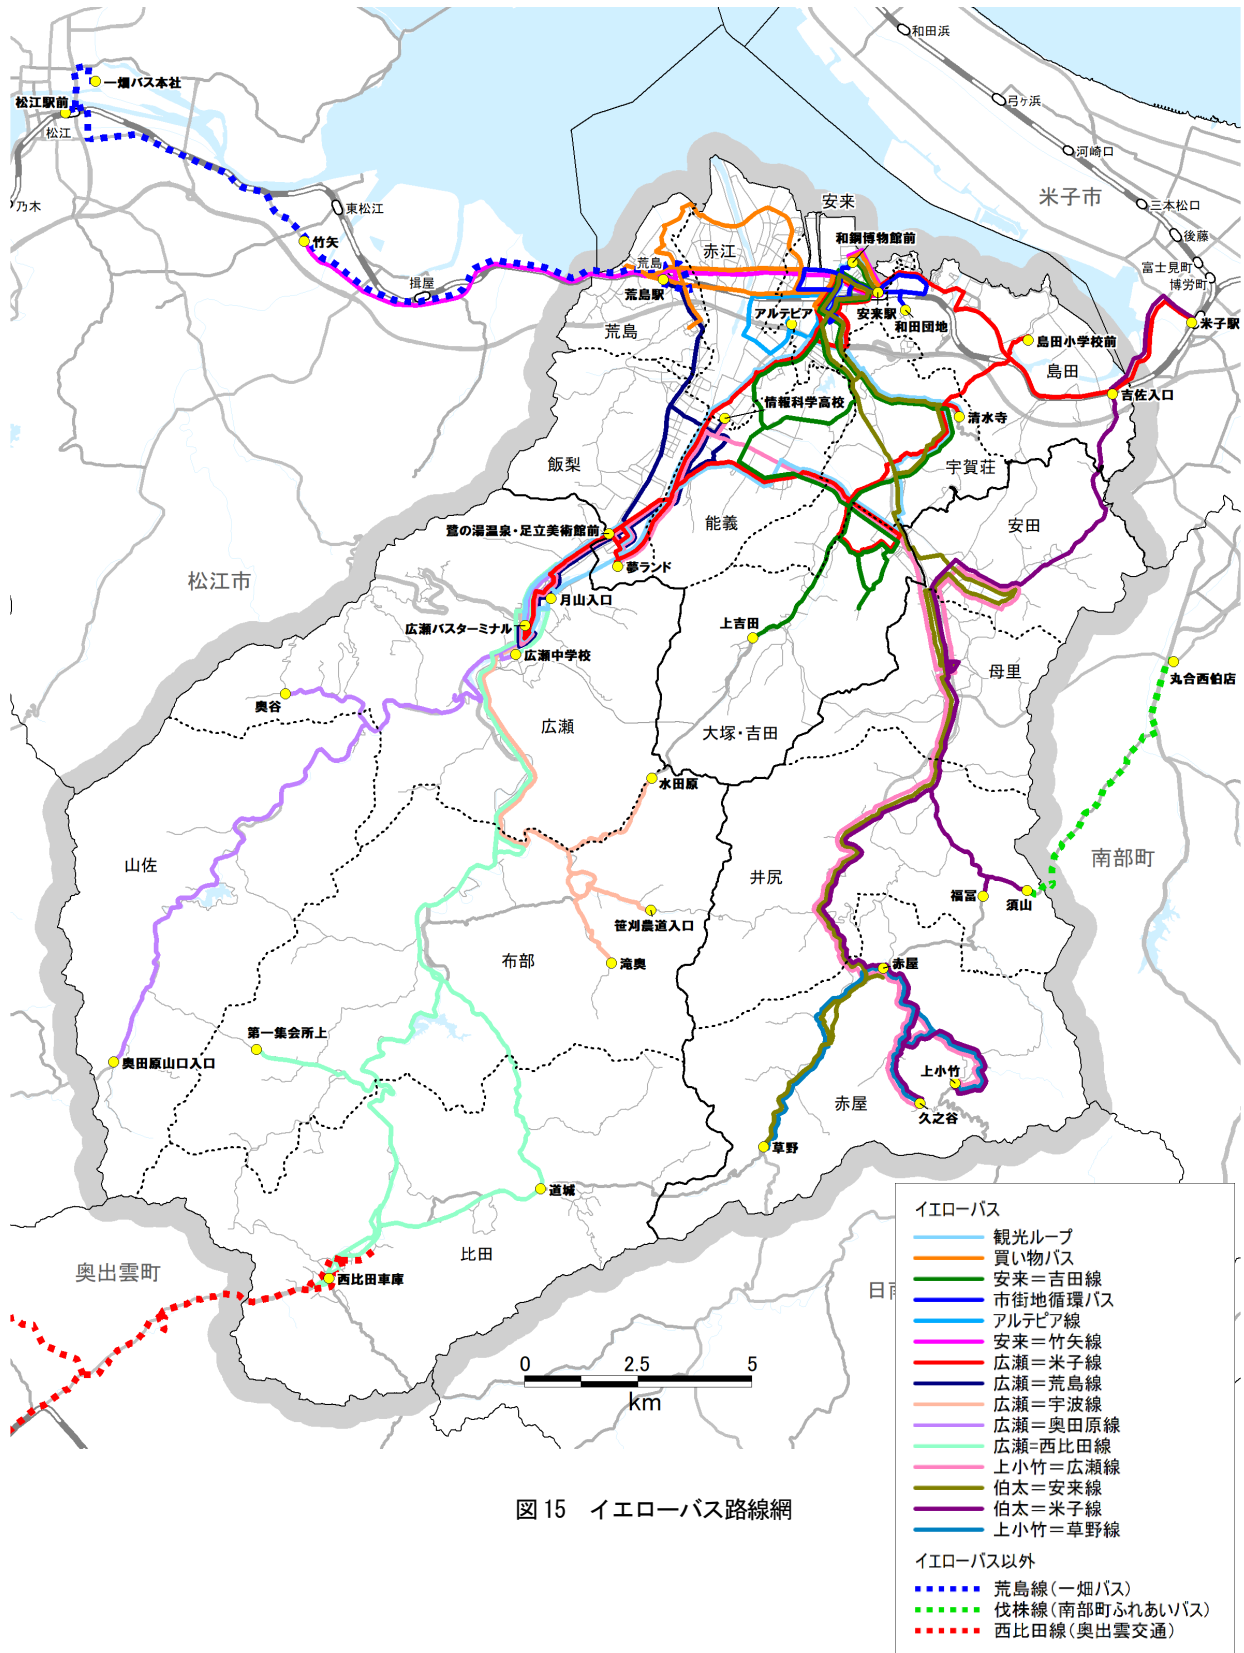 和田浜
一畑バス本社
松江駅前
松江
弓ヶ浜
河崎口
乃木
東松江
安来
米子市
三本松口
竹矢
赤江
和鋼博物館前
後藤
荒島
富士見町
博労町
揖屋
荒島駅
アルテピア
安来駅
和田団地
米子駅
荒島
島田小学校前
島田
吉佐入口
情報科学高校
清水寺
飯梨
宇賀荘
能義
安田
鷺の湯温泉・足立美術館前
夢ランド
松江市
月山入口
広瀬バスターミナル
上吉田
広瀬中学校
母里
丸合西伯店
奥谷
広瀬
大塚・吉田
水田原
山佐
井尻
南部町
福冨
須山
笹刈農道入口
布部
滝奥
赤屋
第一集会所上
奥田原山口入口
上小竹
赤屋
久之谷
草野
道城
比田
奥出雲町
西比田車庫
日南
0 2.5 5
km
イエローバス
観光ループ
買い物バス
安来＝吉田線
市街地循環バス
アルテピア線
安来＝竹矢線
広瀬＝米子線
広瀬＝荒島線
広瀬＝宇波線
広瀬＝奥田原線
広瀬=西比田線
上小竹＝広瀬線
伯太＝安来線
伯太＝米子線
上小竹＝草野線
イエローバス以外
荒島線（一畑バス）
伐株線（南部町ふれあいバス）
西比田線（奥出雲交通）
図 15　イエローバス路線網